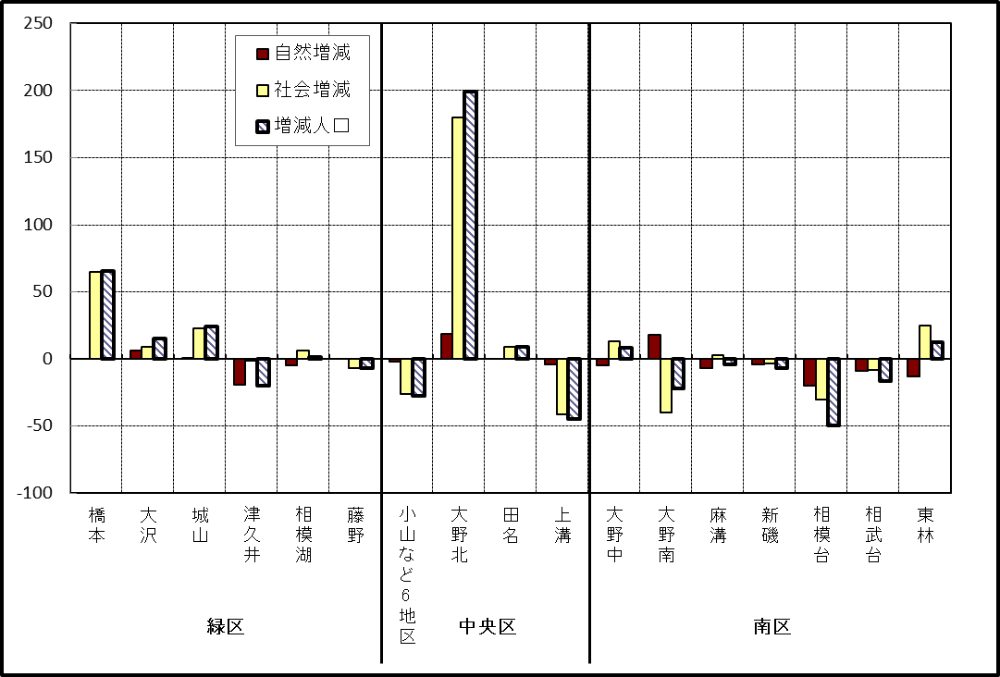 250
200
150
100
50
0
-50
-100
自然増減
社会増減
増減人口
橋本
大沢
城山
津久井
相模湖
藤野
小山など6地区
大野北
田名
上溝
大野中
大野南
麻溝
新磯
相模台
相武台
東林
緑区
中央区
南区